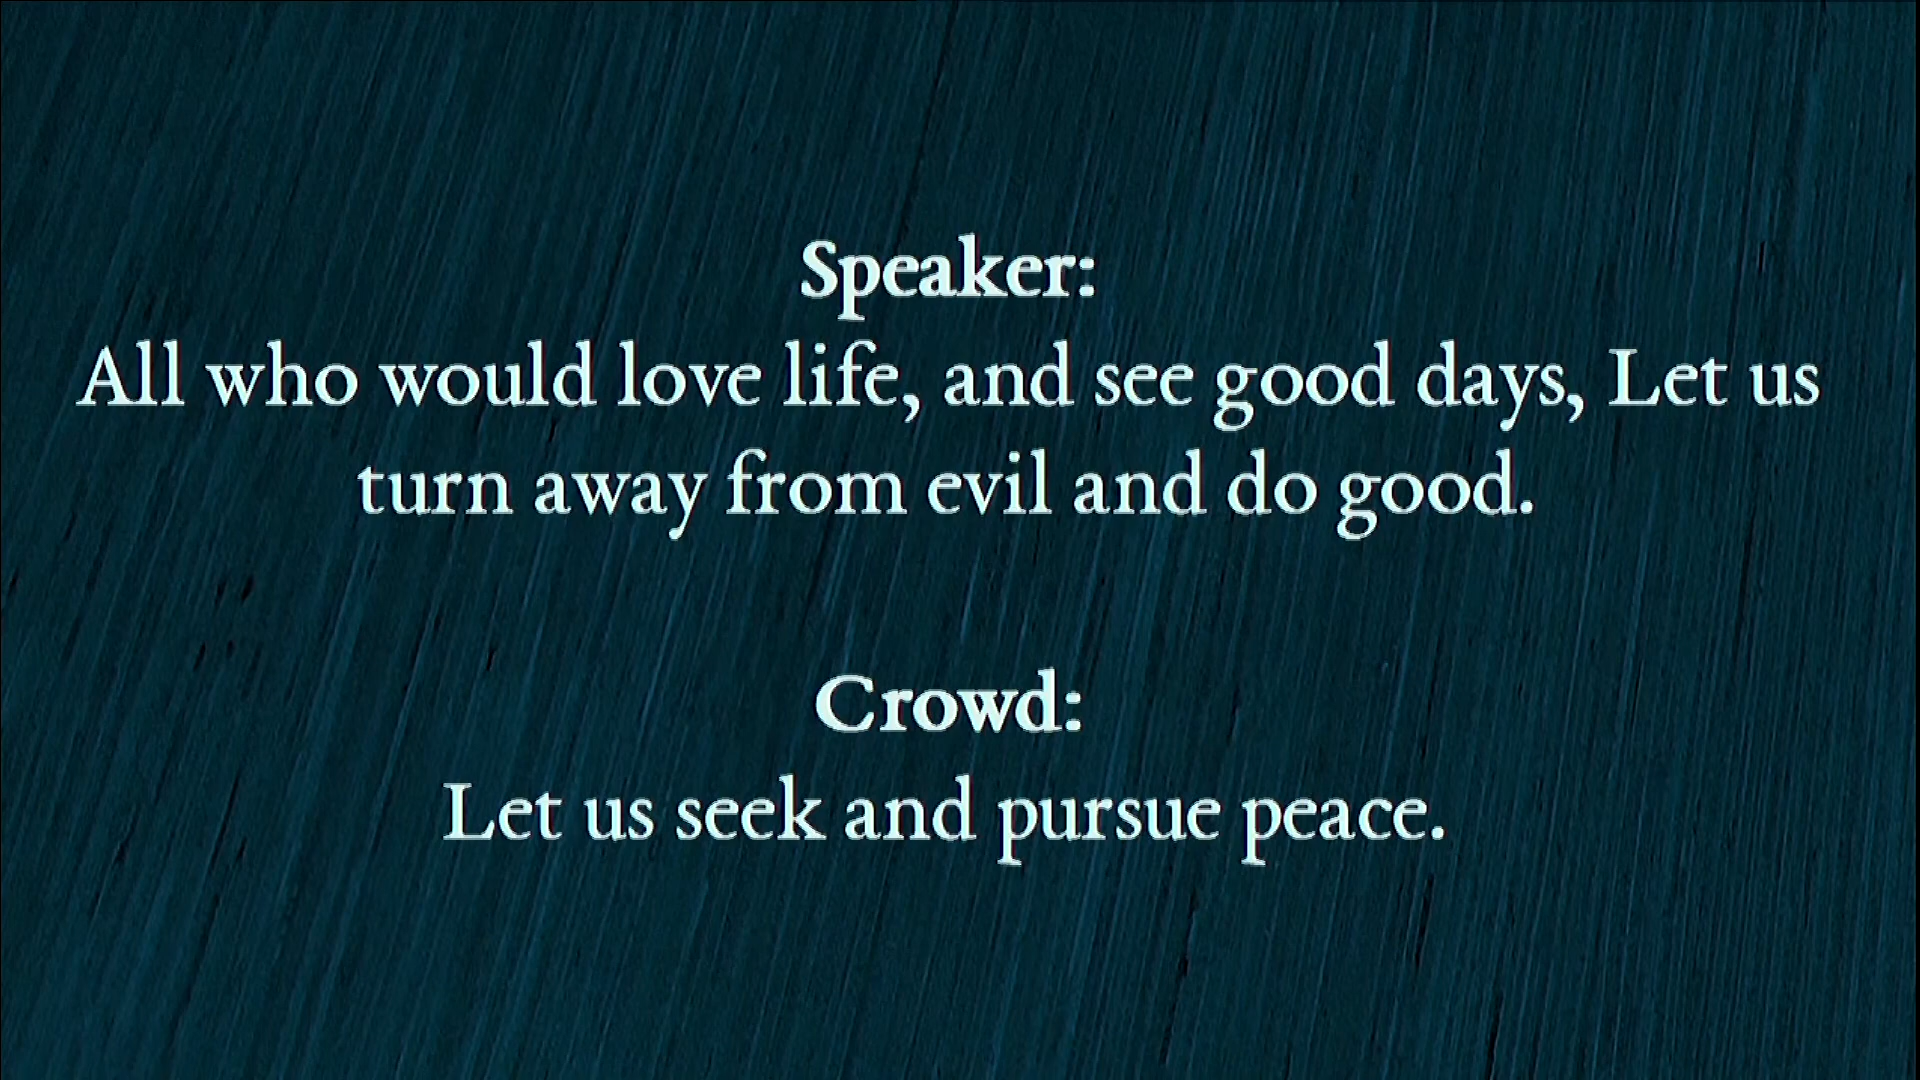 Speaker:
All who would love life, and see good days, Let us
turn away from evil and do good.
Crowd:
Let us seek and pursue peace.